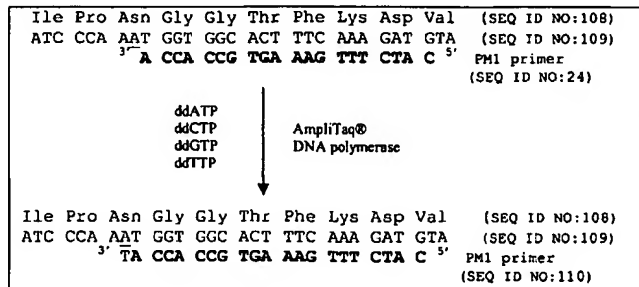 Ile Pro Asn Gly Gly Thr Phe Lys Asp Val (SEQ ID NO:108)
ATC CCA AAT GGT GGC ACT TTC AAA GAT GTA (SEQ ID NO:109)
3' A CCA CCG TGA AAG TTT CTA C 5' PM1 primer
(SEQ ID NO:24)
ddATP
ddCTP
ddGTP
ddTTP
AmpliTaq®
DNA polymerase
Ile Pro Asn Gly Gly Thr Phe Lys Asp Val (SEQ ID NO:108)
ATC CCA AAT GGT GGC ACT TTC AAA GAT GTA (SEQ ID NO:109)
3' TA CCA CCG TGA AAG TTT CTA C 5' PM1 primer
(SEQ ID NO:110)